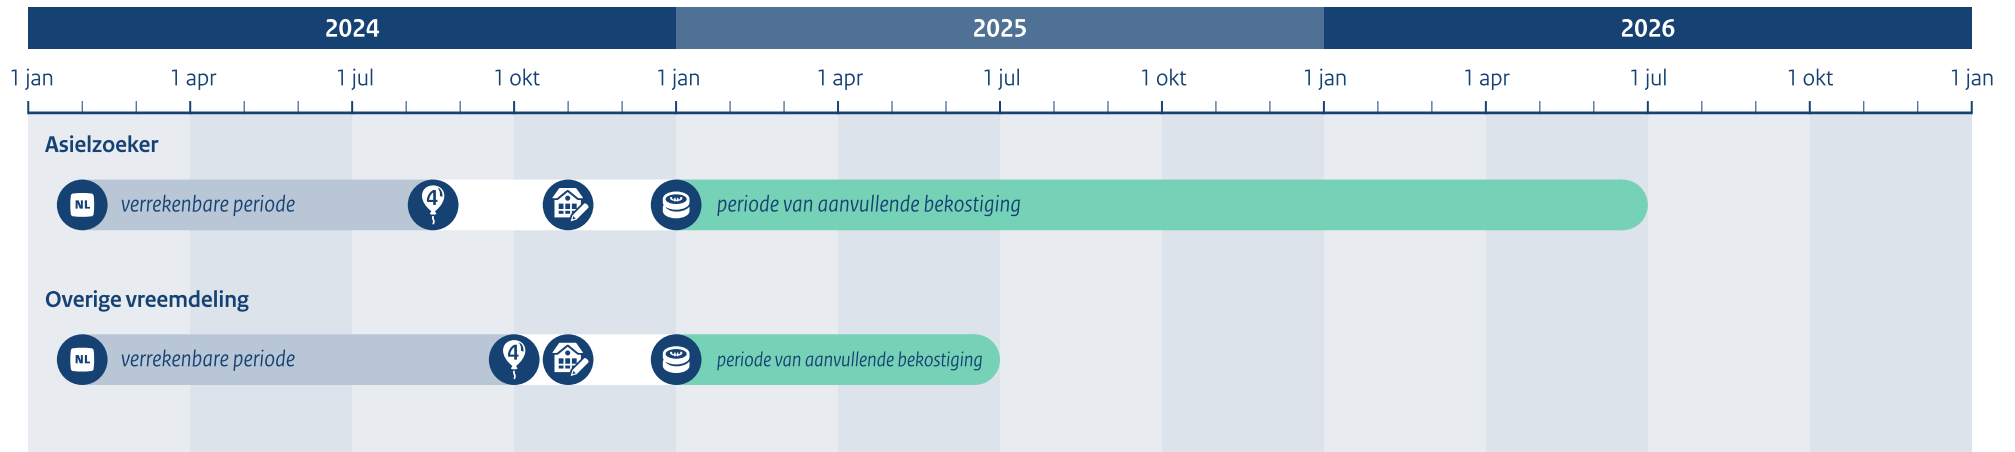 2024 2025 2026
1 jan 1 apr 1 jul 1 okt 1 jan 1 apr 1 jul 1 okt 1 jan 1 apr 1 jul 1 okt 1 jan
Asielzoeker
NL verrekenbare periode 4 periode van aanvullende bekostiging
Overige vreemdeling
NL verrekenbare periode 4 periode van aanvullende bekostiging